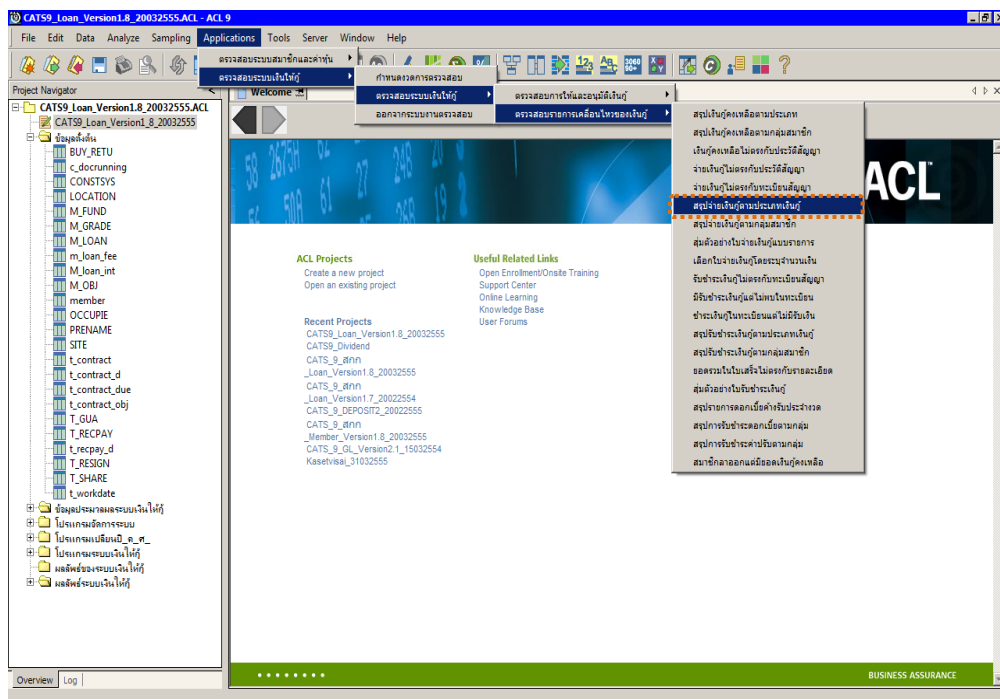 CATS9_Loan_Version1.8_20032555.ACL - ACL 9
File Edit Data Analyze Sampling Applications Tools Server Window Help
ตรวจสอบระบบสมาชิกและค่าหุ้น
ตรวจสอบระบบเงินให้กู้
กำหนดงวดการตรวจสอบ
ตรวจสอบระบบเงินให้กู้
ออกจากระบบงานตรวจสอบ
ตรวจสอบการให้และอนุมัติเงินกู้
ตรวจสอบรายการเคลื่อนไหวของเงินกู้
สรุปเงินกู้คงเหลือตามประเภท
สรุปเงินกู้คงเหลือตามกลุ่มสมาชิก
เงินกู้คงเหลือไม่ตรงกับประวัติสัญญา
จ่ายเงินกู้ไม่ตรงกับประวัติสัญญา
จ่ายเงินกู้ไม่ตรงกับทะเบียนสัญญา
สรุปจ่ายเงินกู้ตามประเภทเงินกู้
สรุปจ่ายเงินกู้ตามกลุ่มสมาชิก
สุ่มตัวอย่างใบจ่ายเงินกู้แบบรายการ
เลือกใบจ่ายเงินกู้โดยระบุจำนวนเงิน
รับชำระเงินกู้ไม่ตรงกับทะเบียนสัญญา
มีรับชำระเงินกู้แต่ไม่พบในทะเบียน
ชำระเงินกู้ในทะเบียนแต่ไม่มีรับเงิน
สรุปรับชำระเงินกู้ตามประเภทเงินกู้
สรุปรับชำระเงินกู้ตามกลุ่มสมาชิก
ยอดรวมในใบเสร็จไม่ตรงกับรายละเอียด
สุ่มตัวอย่างใบรับชำระเงินกู้
สรุปรายการดอกเบี้ยค้างรับประจำงวด
สรุปการรับชำระดอกเบี้ยตามกลุ่ม
สรุปการรับชำระค่าปรับตามกลุ่ม
สมาชิกลาออกแต่มียอดเงินกู้คงเหลือ
Project Navigator
Welcome
CATS9_Loan_Version1.8_20032555.ACL
CATS9_Loan_Version1_8_20032555
ข้อมูลตั้งต้น
BUY_RETU
c_docrunning
CONSTSYS
LOCATION
M_FUND
M_GRADE
M_LOAN
m_loan_fee
M_loan_int
M_OBJ
member
OCCUPIE
PRENAME
SITE
t_contract
t_contract_d
t_contract_due
t_contract_obj
T_GUA
T_RECPAY
t_recpay_d
T_RESIGN
T_SHARE
t_workdate
ข้อมูลประมวลผลระบบเงินให้กู้
โปรแกรมจัดการระบบ
โปรแกรมเปลี่ยนปี_ค_ศ_
โปรแกรมระบบเงินให้กู้
ผลลัพธ์ของระบบเงินให้กู้
ผลลัพธ์ระบบเงินให้กู้
Overview Log
ACL™
ACL Projects
Create a new project
Open an existing project
Recent Projects
CATS9_Loan_Version1.8_20032555
CATS9_Dividend
CATS_9_สกก
_Loan_Version1.8_20032555
CATS_9_สกก
_Loan_Version1.7_20022554
CATS_9_DEPOSIT2_20022555
CATS_9_สกก
_Member_Version1.8_20032555
CATS_9_GL_Version2.1_15032554
Kasetvisai_31032555
Useful Related Links
Open Enrollment/Onsite Training
Support Center
Online Learning
Knowledge Base
User Forums
BUSINESS ASSURANCE